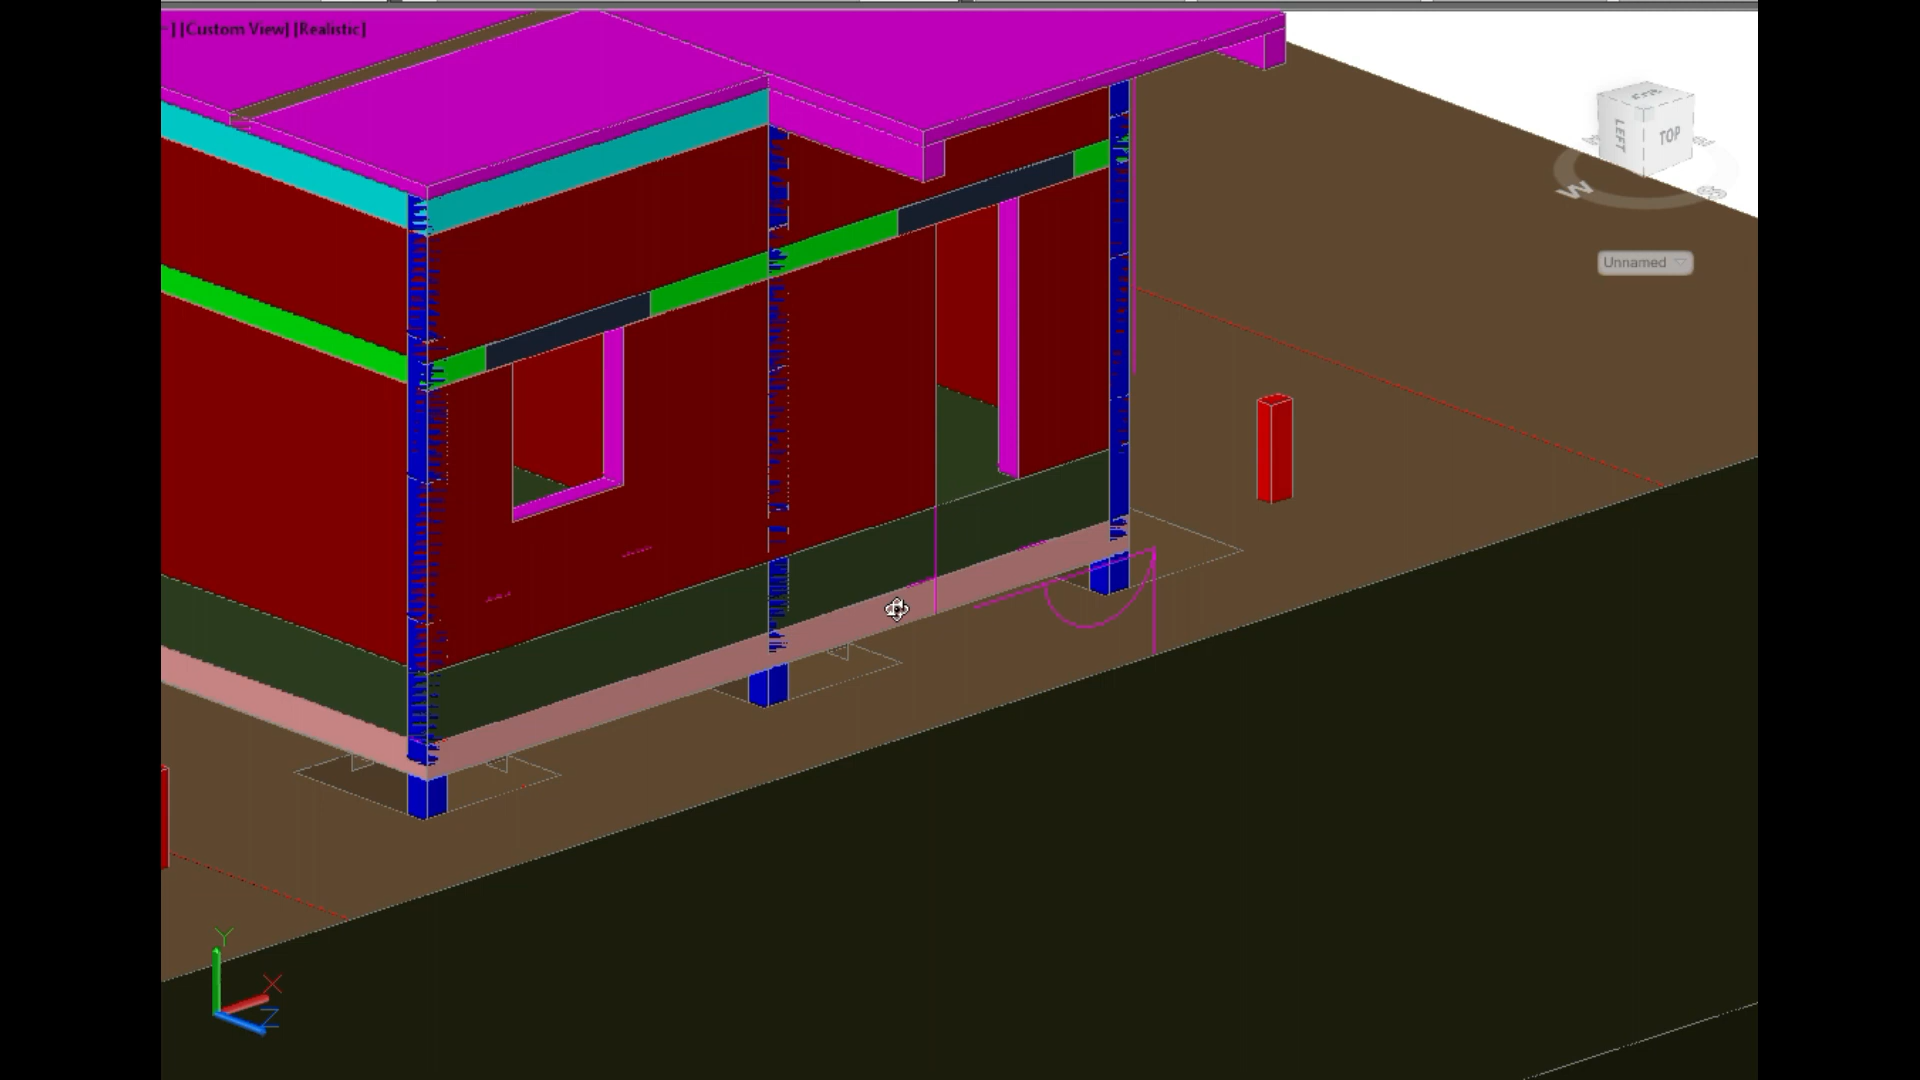 -] [Custom View] [Realistic]
LEFT
TOP
W
S
Unnamed
Y
X
Z